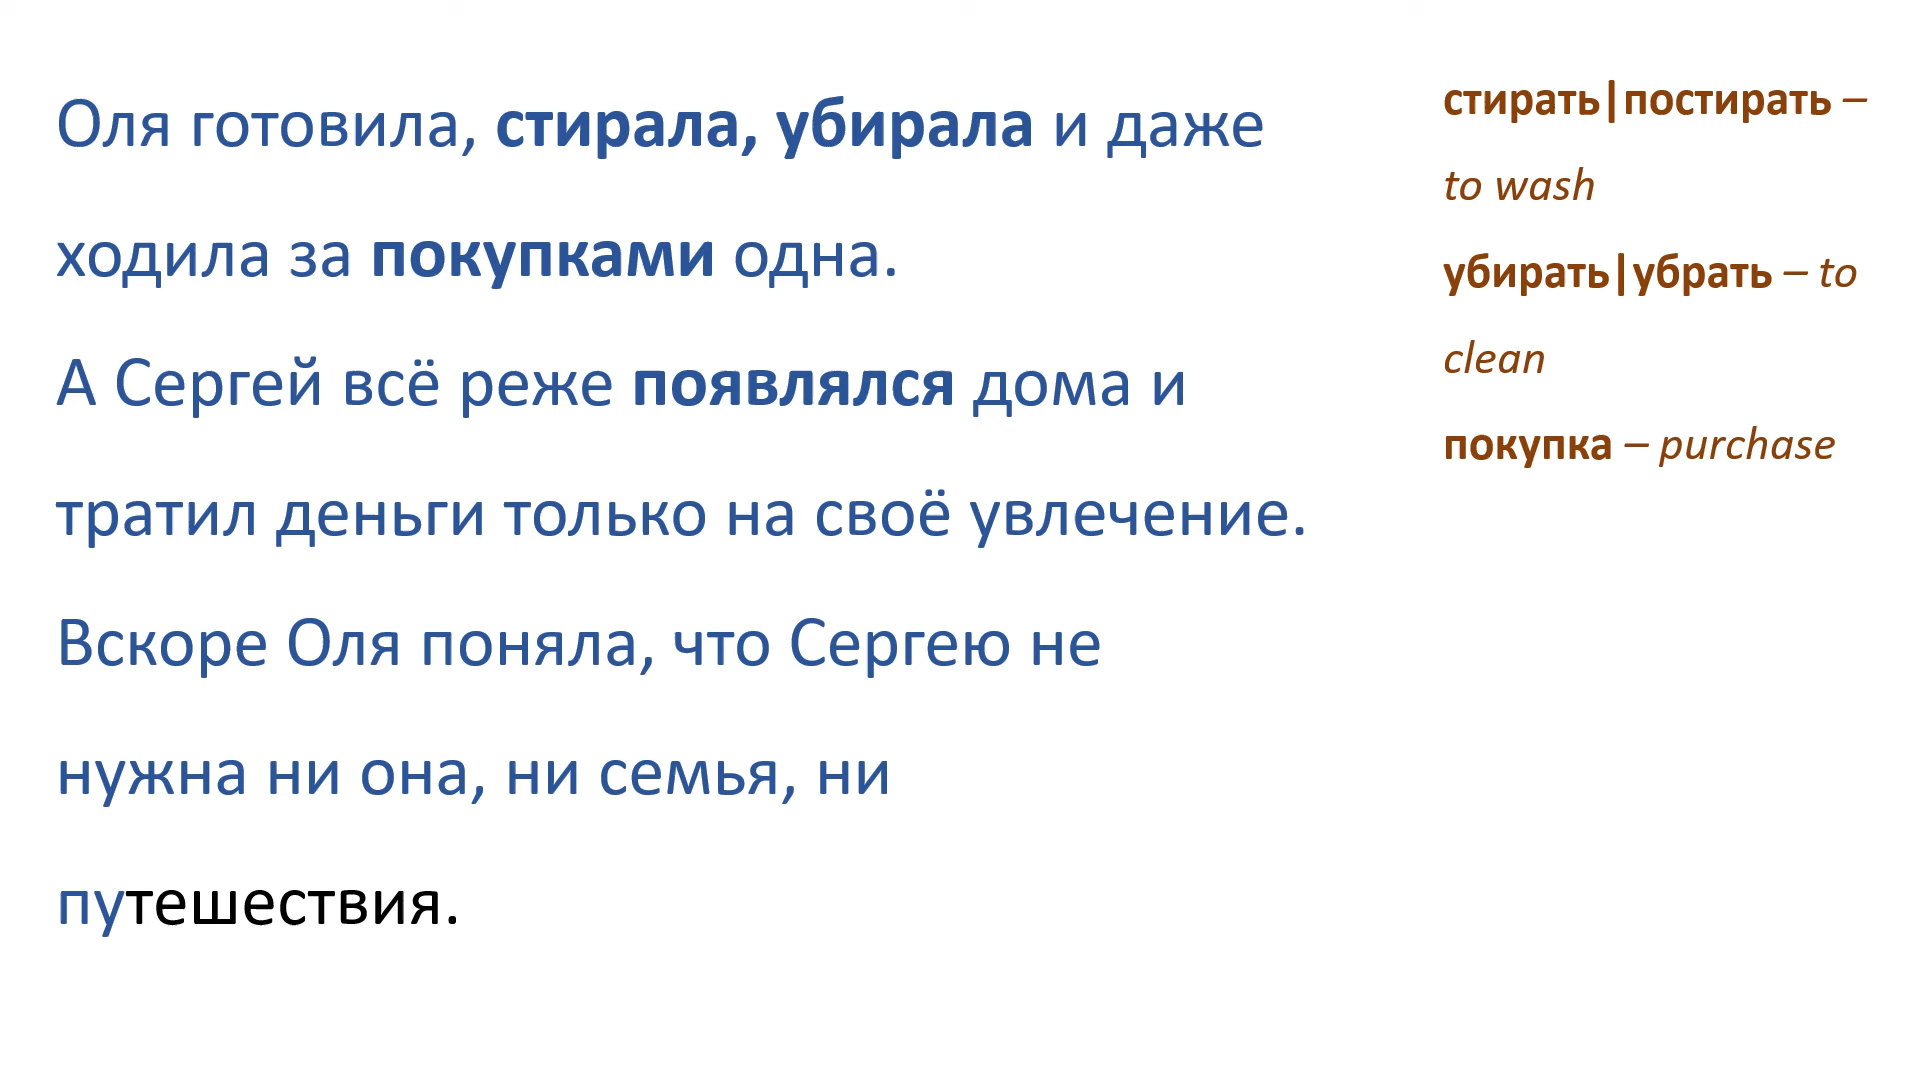 Оля готовила, стирала, убирала и даже
ходила за покупками одна.
А Сергей всё реже появлялся дома и
тратил деньги только на своё увлечение.
Вскоре Оля поняла, что Сергею не
нужна ни она, ни семья, ни
путешествия.
стирать|постирать –
to wash
убирать|убрать – to
clean
покупка – purchase